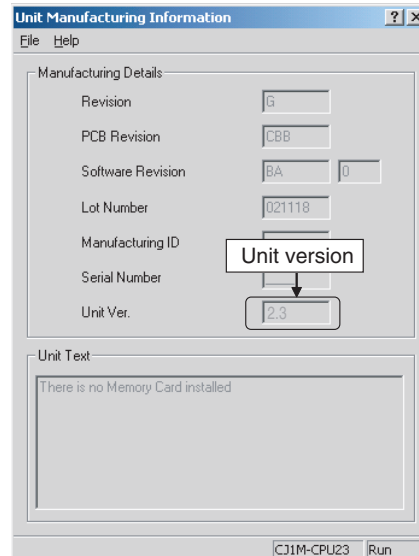 Unit Manufacturing Information
File Help
Manufacturing Details
Revision G
PCB Revision CBB
Software Revision BA 0
Lot Number 021118
Manufacturing ID
Unit version
Serial Number
Unit Ver. 2.3
Unit Text
There is no Memory Card installed
CJ1M-CPU23 Run